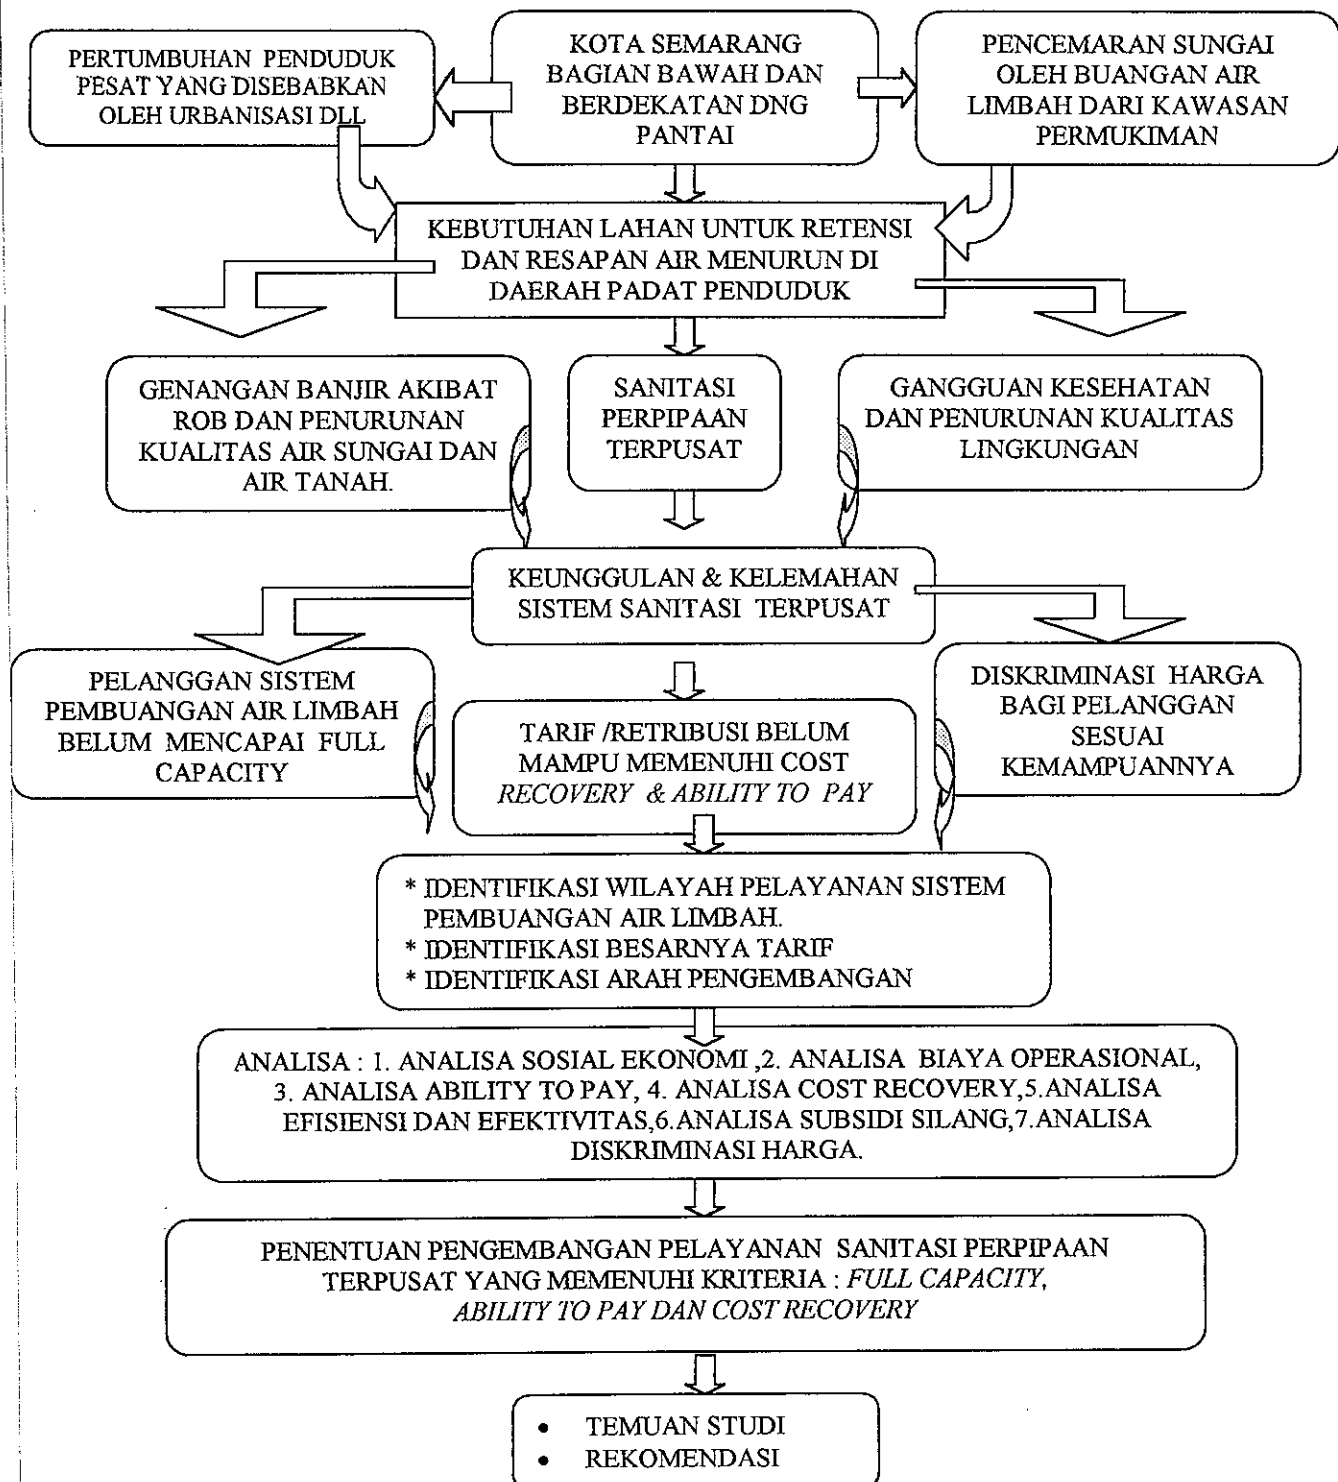 PERTUMBUHAN PENDUDUK
PESAT YANG DISEBABKAN
OLEH URBANISASI DLL
KOTA SEMARANG
BAGIAN BAWAH DAN
BERDEKATAN DNG
PANTAI
PENCEMARAN SUNGAI
OLEH BUANGAN AIR
LIMBAH DARI KAWASAN
PERMUKIMAN
KEBUTUHAN LAHAN UNTUK RETENSI
DAN RESAPAN AIR MENURUN DI
DAERAH PADAT PENDUDUK
GENANGAN BANJIR AKIBAT
ROB DAN PENURUNAN
KUALITAS AIR SUNGAI DAN
AIR TANAH.
SANITASI
PERPIPAAN
TERPUSAT
GANGGUAN KESEHATAN
DAN PENURUNAN KUALITAS
LINGKUNGAN
KEUNGGULAN & KELEMAHAN
SISTEM SANITASI TERPUSAT
PELANGGAN SISTEM
PEMBUANGAN AIR LIMBAH
BELUM MENCAPAI FULL
CAPACITY
TARIF /RETRIBUSI BELUM
MAMPU MEMENUHI COST
RECOVERY & ABILITY TO PAY
DISKRIMINASI HARGA
BAGI PELANGGAN
SESUAI
KEMAMPUANNYA
* IDENTIFIKASI WILAYAH PELAYANAN SISTEM
PEMBUANGAN AIR LIMBAH.
* IDENTIFIKASI BESARNYA TARIF
* IDENTIFIKASI ARAH PENGEMBANGAN
ANALISA : 1. ANALISA SOSIAL EKONOMI ,2. ANALISA BIAYA OPERASIONAL,
3. ANALISA ABILITY TO PAY, 4. ANALISA COST RECOVERY,5.ANALISA
EFISIENSI DAN EFEKTIVITAS,6.ANALISA SUBSIDI SILANG,7.ANALISA
DISKRIMINASI HARGA.
PENENTUAN PENGEMBANGAN PELAYANAN SANITASI PERPIPAAN
TERPUSAT YANG MEMENUHI KRITERIA : FULL CAPACITY,
ABILITY TO PAY DAN COST RECOVERY
• TEMUAN STUDI
• REKOMENDASI